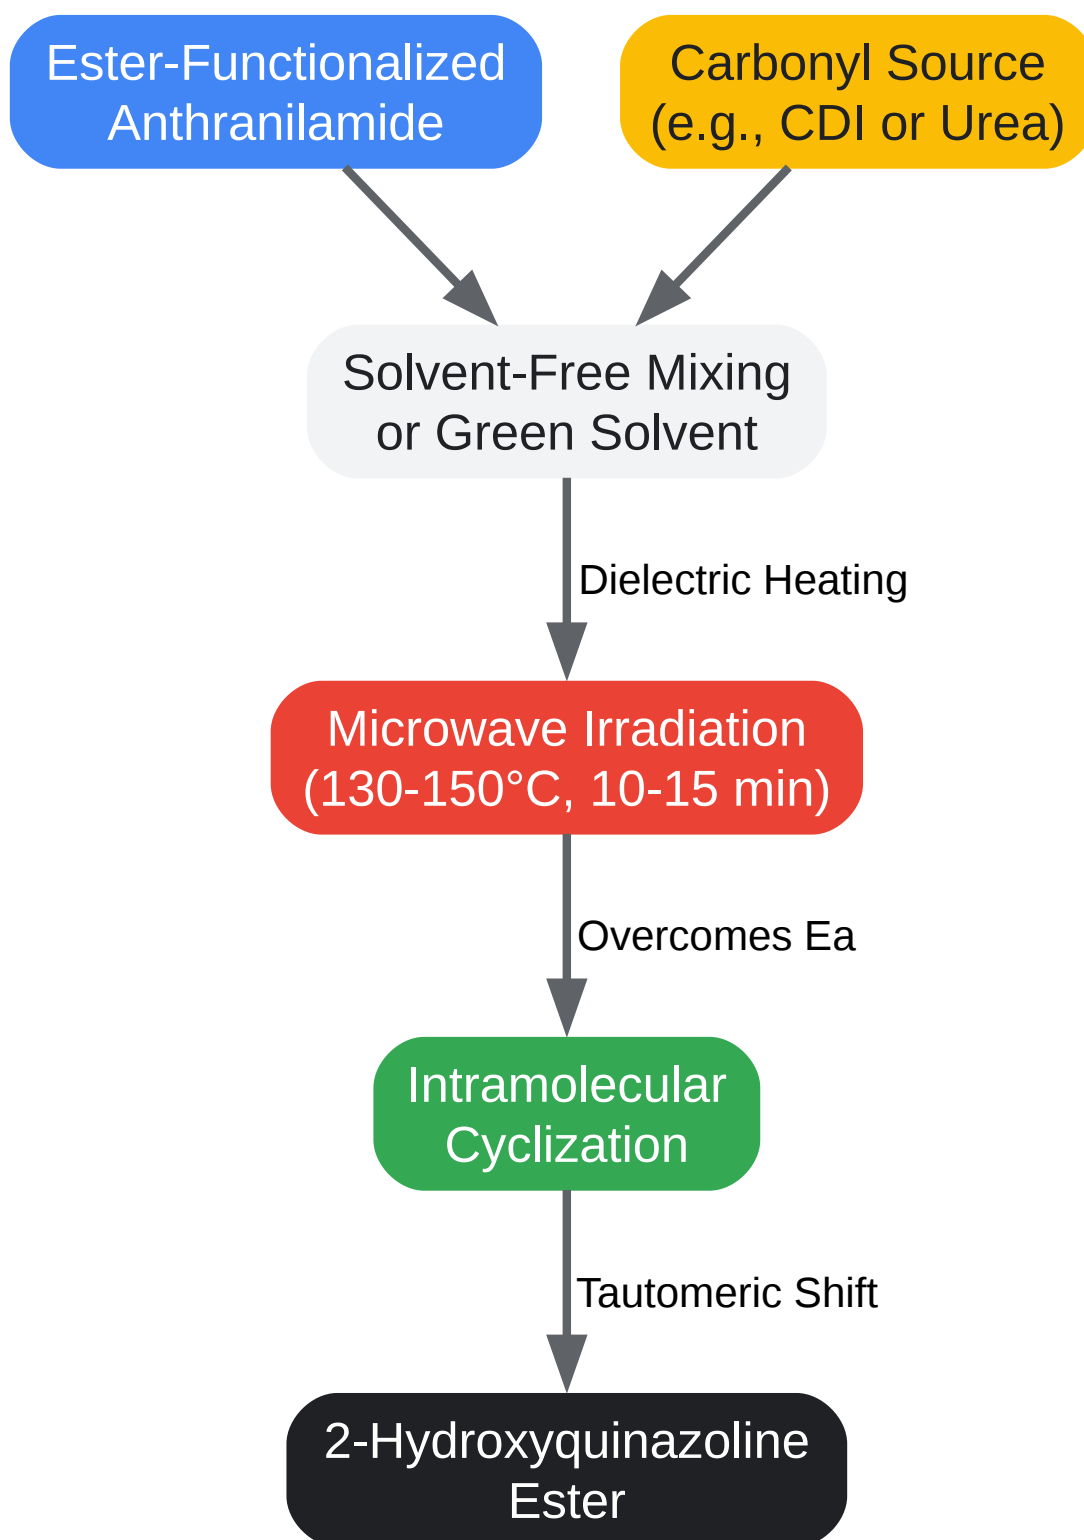 Ester-Functionalized
Anthranilamide
Carbonyl Source
(e.g., CDI or Urea)
Solvent-Free Mixing
or Green Solvent
Dielectric Heating
Microwave Irradiation
(130-150°C, 10-15 min)
Overcomes Ea
Intramolecular
Cyclization
Tautomeric Shift
2-Hydroxyquinazoline
Ester